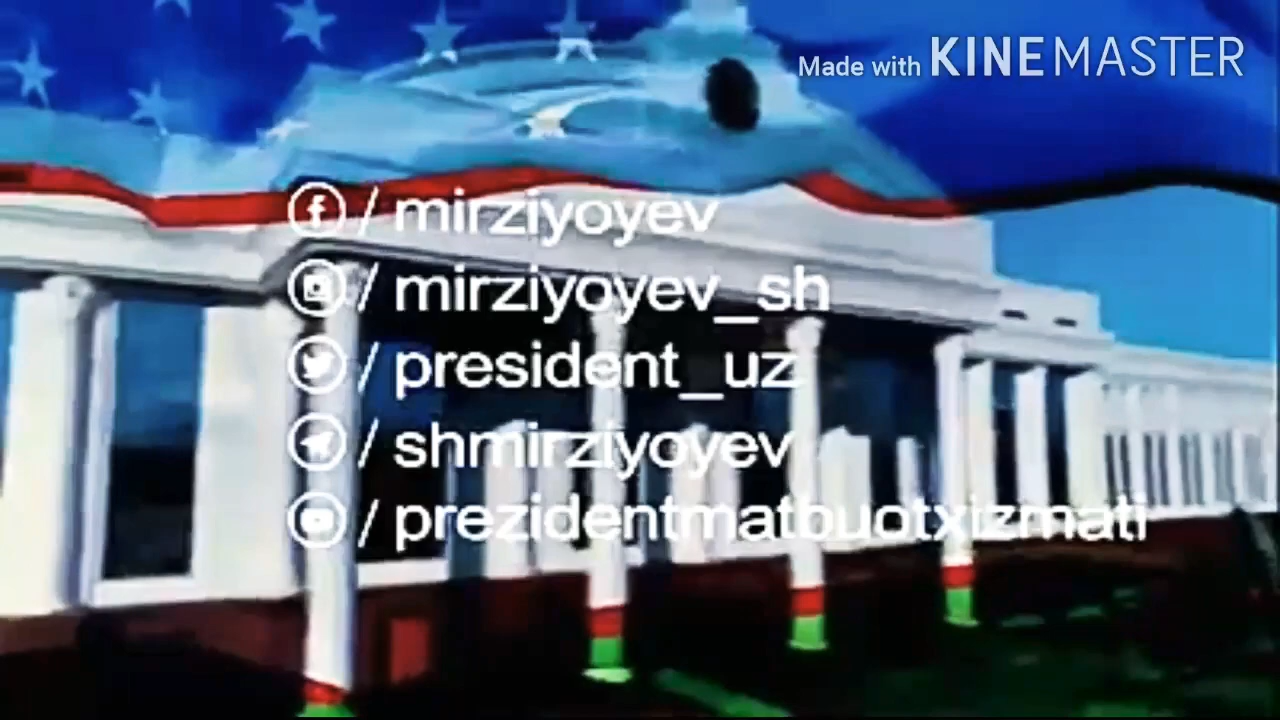 Made with KINEMASTER
/ mirziyoyev
/ mirziyoyev_sh
/ president_uz
/ shmirziyoyev
/ prezidentmatbuotxizmati